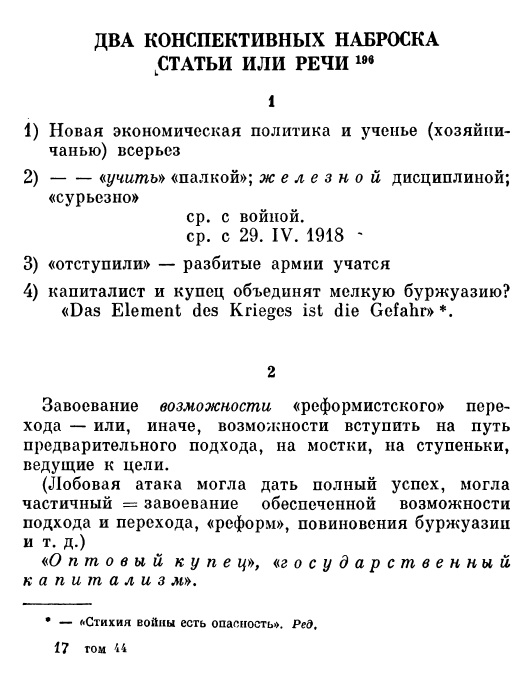 ДВА КОНСПЕКТИВНЫХ НАБРОСКА
СТАТЬИ ИЛИ РЕЧИ 196
1
1) Новая экономическая политика и ученье (хозяйни-
чанью) всерьез
2) — — «учить» «палкой»; железной дисциплиной;
«сурьезно»
ср. с войной.
ср. с 29. IV. 1918
3) «отступили» — разбитые армии учатся
4) капиталист и купец объединят мелкую буржуазию?
«Das Element des Krieges ist die Gefahr» *.
2
Завоевание возможности «реформистского» пере-
хода — или, иначе, возможности вступить на путь
предварительного подхода, на мостки, на ступеньки,
ведущие к цели.
(Лобовая атака могла дать полный успех, могла
частичный = завоевание обеспеченной возможности
подхода и перехода, «реформ», повиновения буржуазии
и т. д.)
«Оптовый купец», «государственный
капитализм».
* — «Стихия войны есть опасность». Ред.
17 том 44